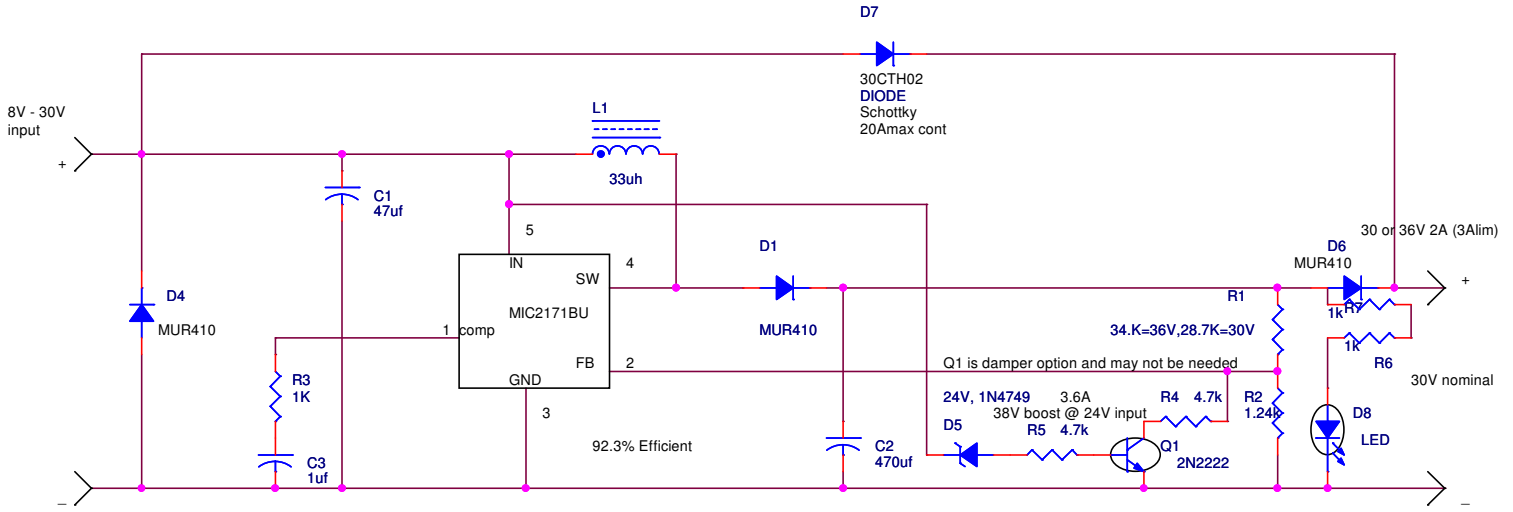 D7
30CTH02
DIODE
Schottky
20Amax cont
8V - 30V
input
+
L1
33uh
C1
47uf
5
IN
SW
4
MIC2171BU
1
comp
FB
2
GND
3
D4
MUR410
R3
1K
C3
1uf
92.3% Efficient
D1
MUR410
C2
470uf
30 or 36V 2A (3Alim)
D6
MUR410
+
R1
34.K=36V,28.7K=30V
1k
R7
1k
R6
Q1 is damper option and may not be needed
30V nominal
24V, 1N4749
3.6A
38V boost @ 24V input
D5
R5
4.7k
R4
4.7k
R2
1.24k
Q1
2N2222
D8
LED
_
_